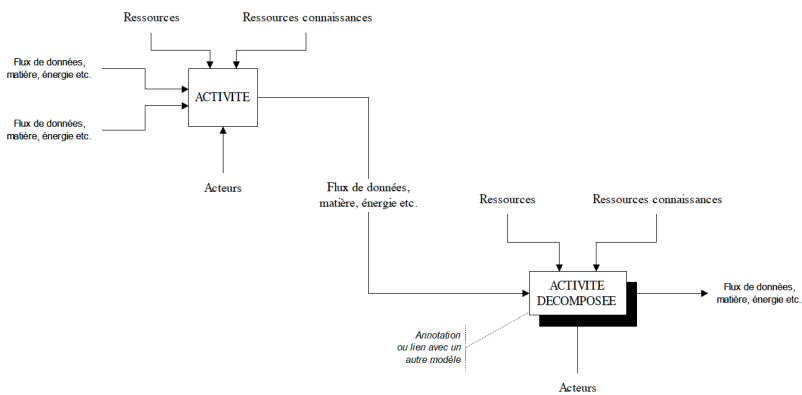 Ressources
Ressources connaissances
Flux de données,
matière, énergie etc.
ACTIVITE
Flux de données,
matière, énergie etc.
Acteurs
Flux de données,
matière, énergie etc.
Ressources
Ressources connaissances
ACTIVITE
DECOMPOSEE
Flux de données,
matière, énergie etc.
Annotation
ou lien avec un
autre modèle
Acteurs